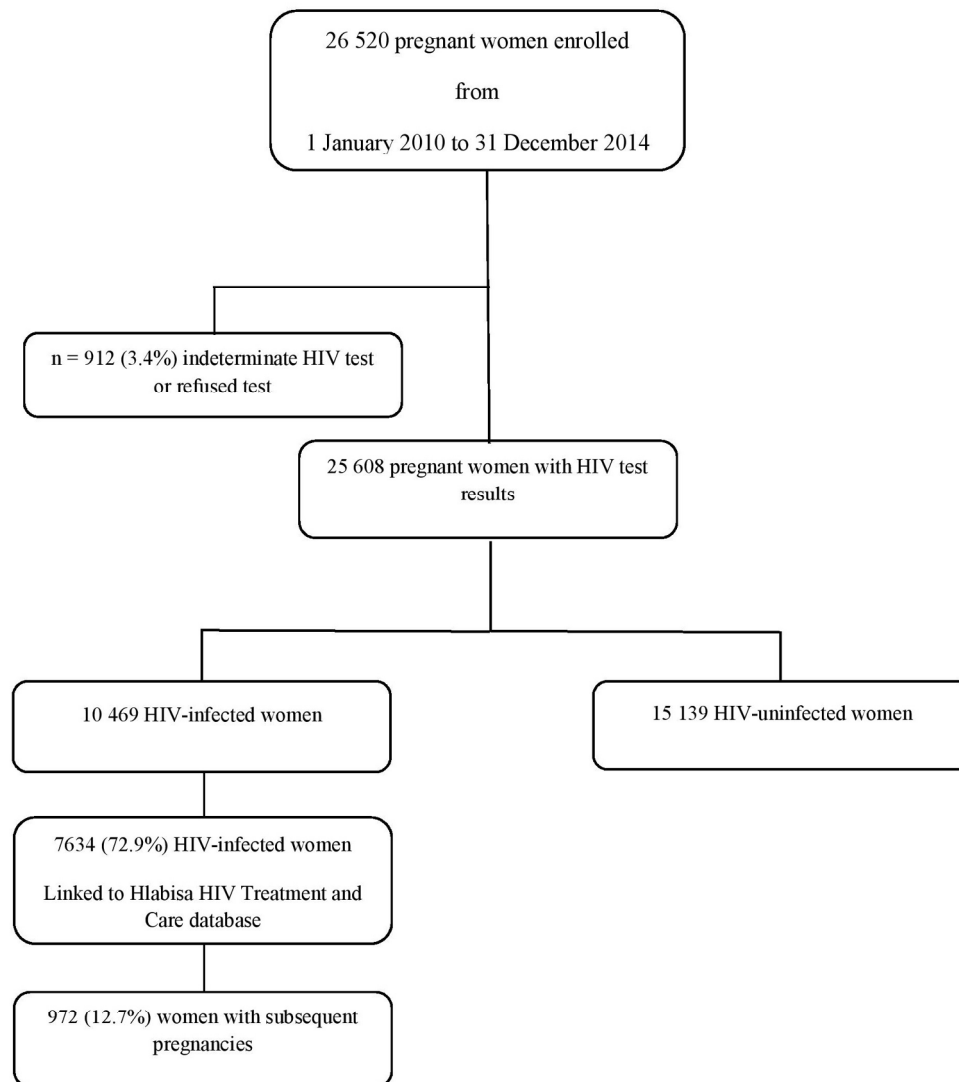 26 520 pregnant women enrolled
from
1 January 2010 to 31 December 2014
n = 912 (3.4%) indeterminate HIV test
or refused test
25 608 pregnant women with HIV test
results
10 469 HIV-infected women
15 139 HIV-uninfected women
7634 (72.9%) HIV-infected women
Linked to Hlabisa HIV Treatment and
Care database
972 (12.7%) women with subsequent
pregnancies